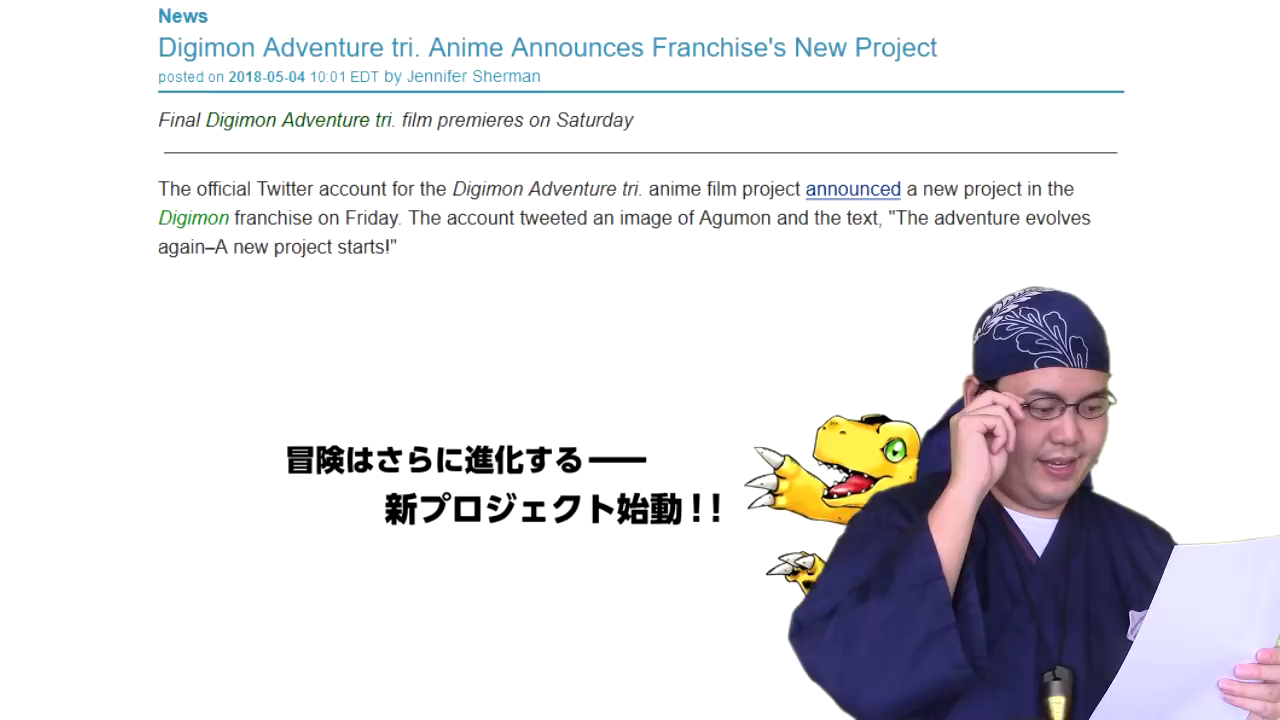 News
Digimon Adventure tri. Anime Announces Franchise's New Project
posted on 2018-05-04 10:01 EDT by Jennifer Sherman
Final Digimon Adventure tri. film premieres on Saturday
The official Twitter account for the Digimon Adventure tri. anime film project announced a new project in the
Digimon franchise on Friday. The account tweeted an image of Agumon and the text, "The adventure evolves
again–A new project starts!"
冒険はさらに進化する――
新プロジェクト始動!!